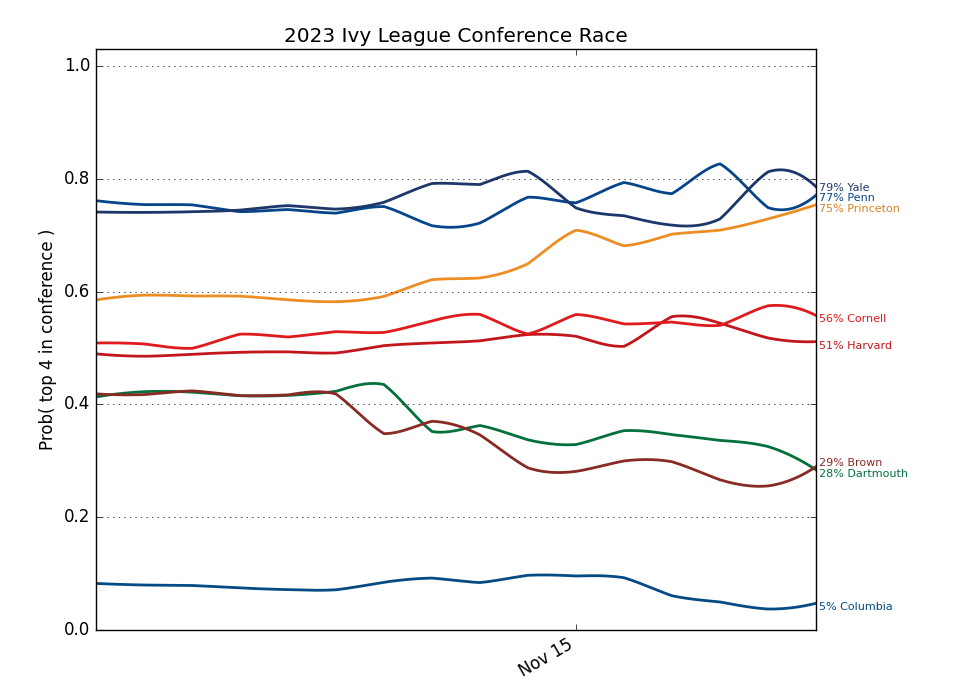 2023 Ivy League Conference Race
Prob( top 4 in conference )
1.0
0.8
0.6
0.4
0.2
0.0
Nov 15
79% Yale
77% Penn
75% Princeton
56% Cornell
51% Harvard
29% Brown
28% Dartmouth
5% Columbia